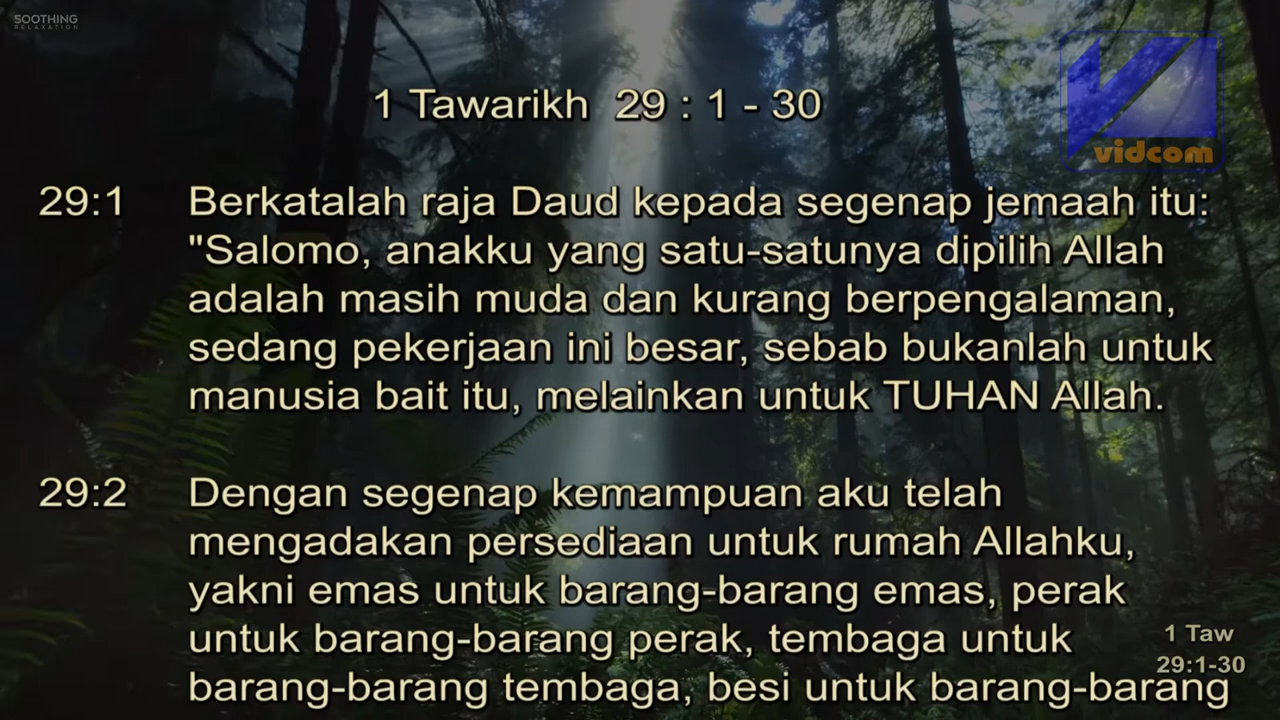 SOOTHING
RELAXATION
vidcom
1 Tawarikh 29 : 1 - 30
29:1 Berkatalah raja Daud kepada segenap jemaah itu:
"Salomo, anakku yang satu-satunya dipilih Allah
adalah masih muda dan kurang berpengalaman,
sedang pekerjaan ini besar, sebab bukanlah untuk
manusia bait itu, melainkan untuk TUHAN Allah.
29:2 Dengan segenap kemampuan aku telah
mengadakan persediaan untuk rumah Allahku,
yakni emas untuk barang-barang emas, perak
untuk barang-barang perak, tembaga untuk
barang-barang tembaga, besi untuk barang-barang
1 Taw
29:1-30